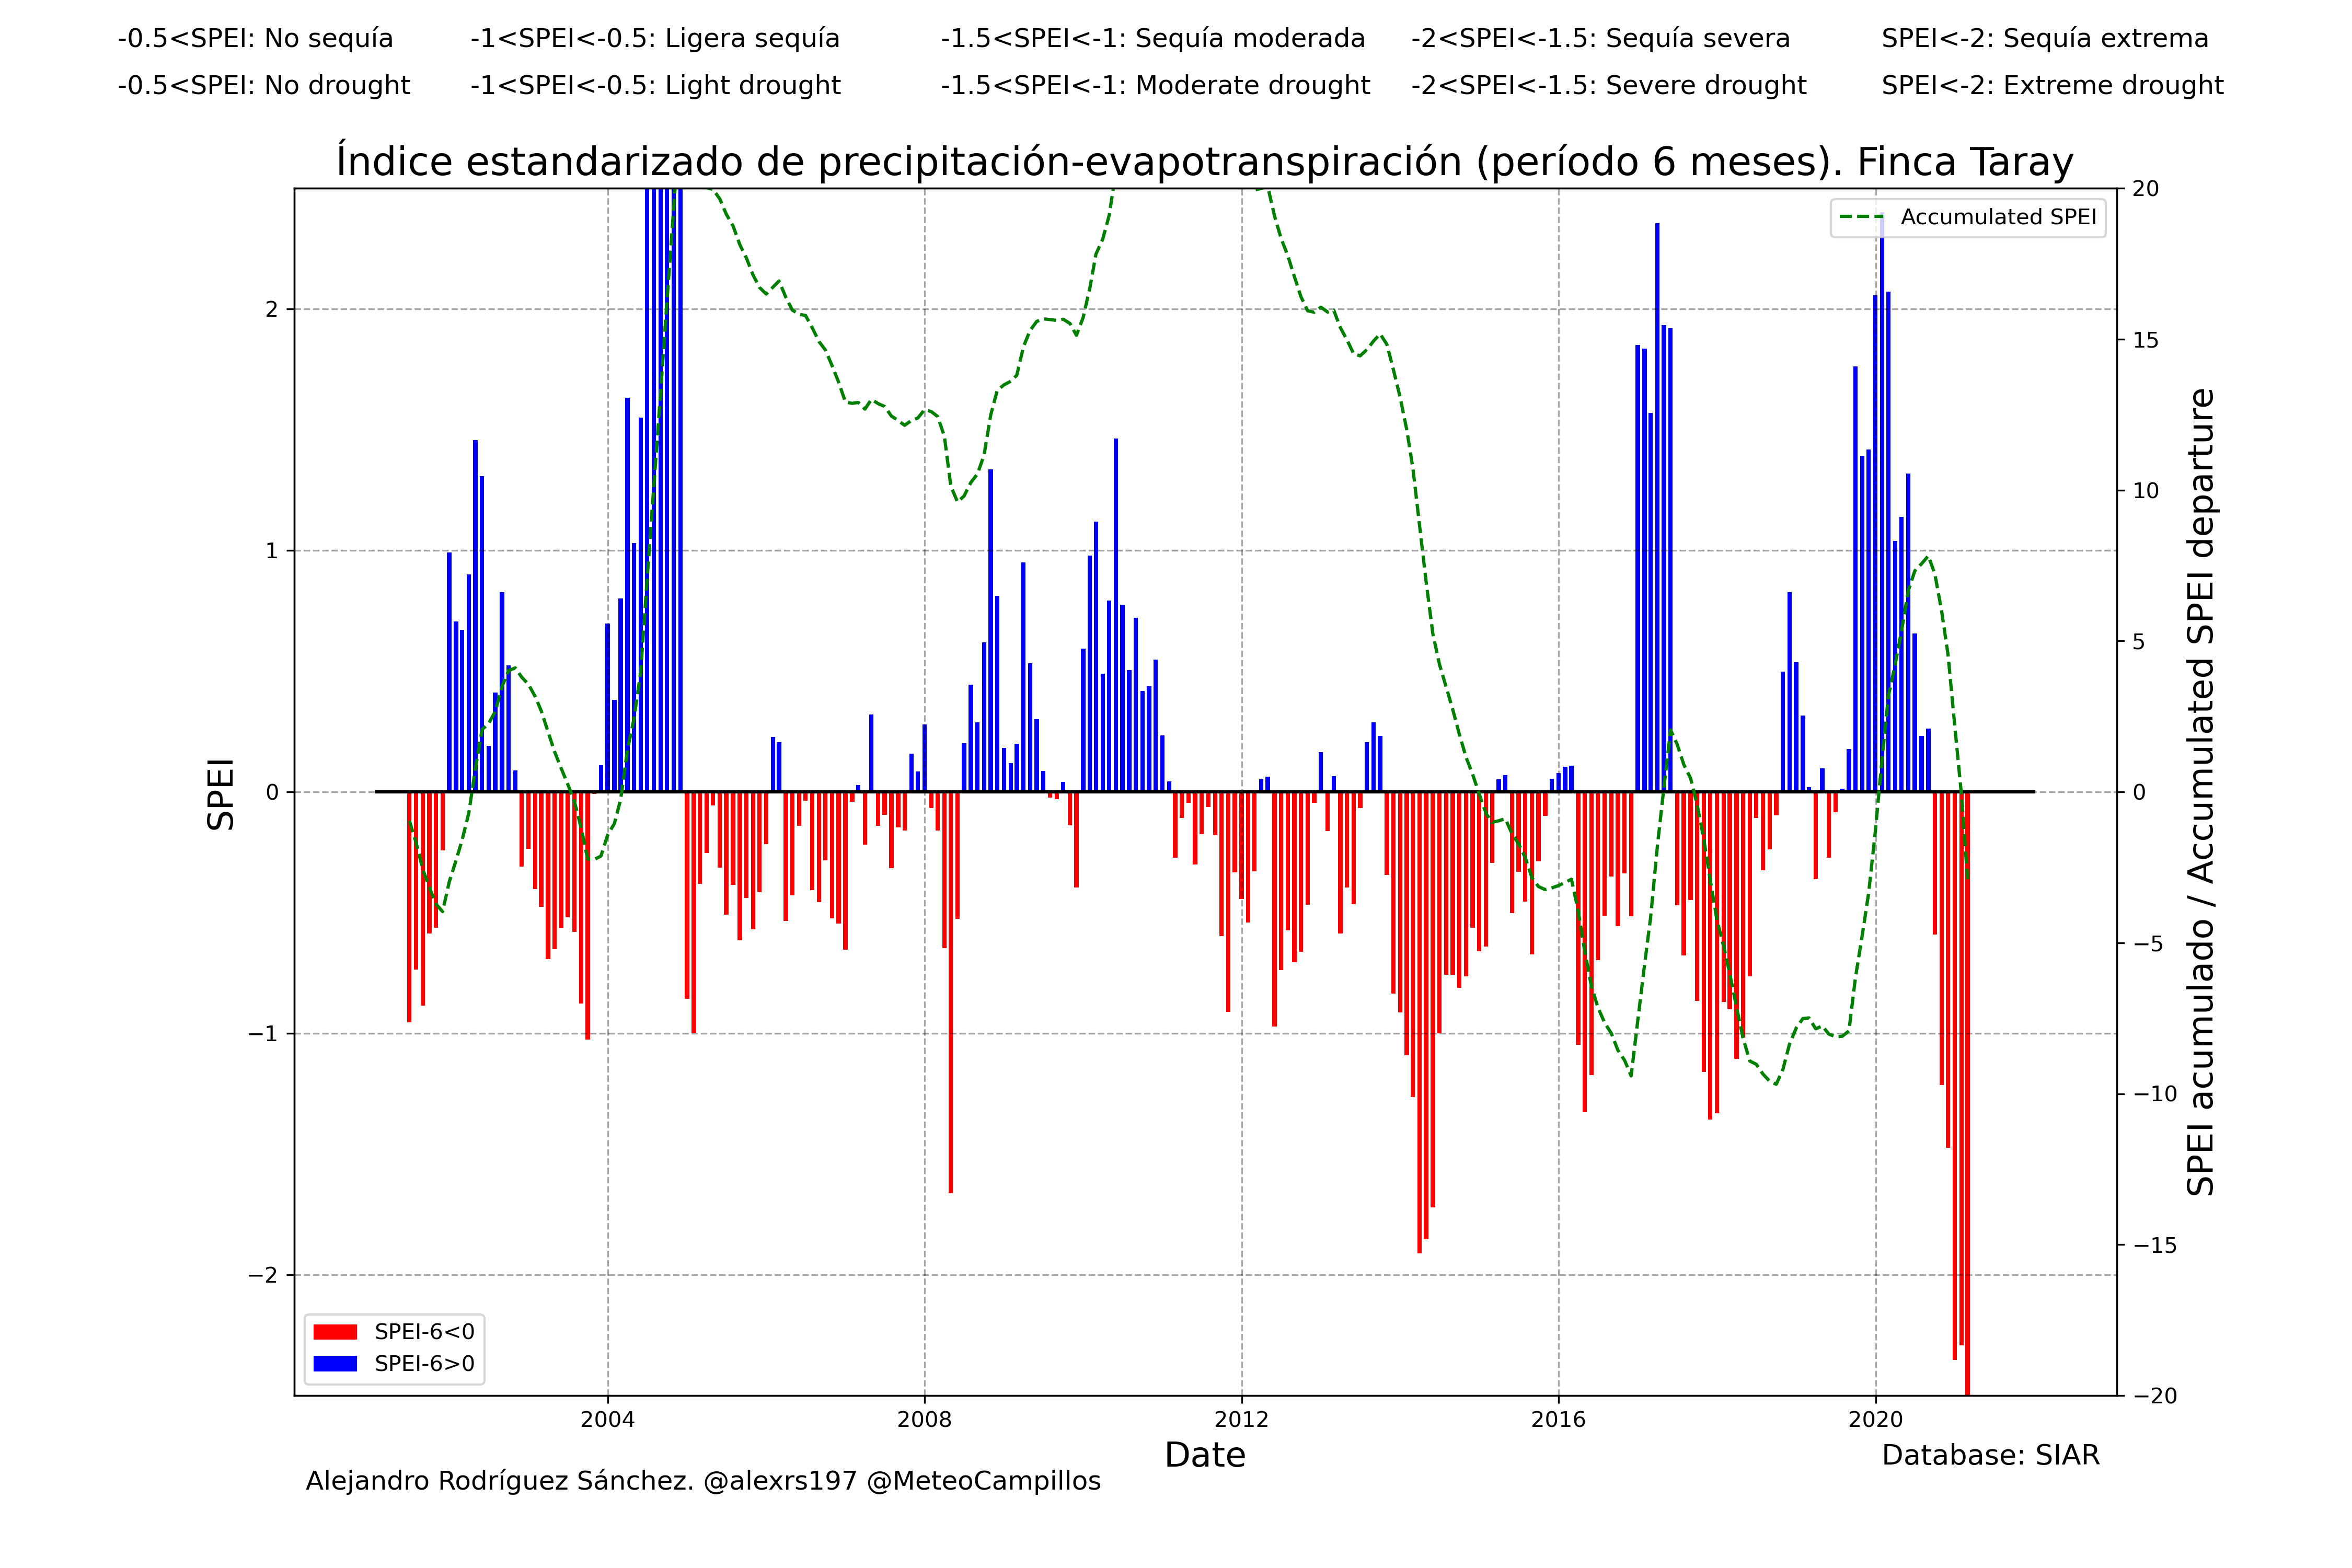 -0.5<SPEI: No sequía -1<SPEI<-0.5: Ligera sequía -1.5<SPEI<-1: Sequía moderada -2<SPEI<-1.5: Sequía severa SPEI<-2: Sequía extrema
-0.5<SPEI: No drought -1<SPEI<-0.5: Light drought -1.5<SPEI<-1: Moderate drought -2<SPEI<-1.5: Severe drought SPEI<-2: Extreme drought
Índice estandarizado de precipitación-evapotranspiración (período 6 meses). Finca Taray
Accumulated SPEI
SPEI
2
1
0
−1
−2
20
15
10
5
0
−5
−10
−15
−20
SPEI acumulado / Accumulated SPEI departure
SPEI-6<0
SPEI-6>0
2004 2008 2012 2016 2020
Date
Database: SIAR
Alejandro Rodríguez Sánchez. @alexrs197 @MeteoCampillos